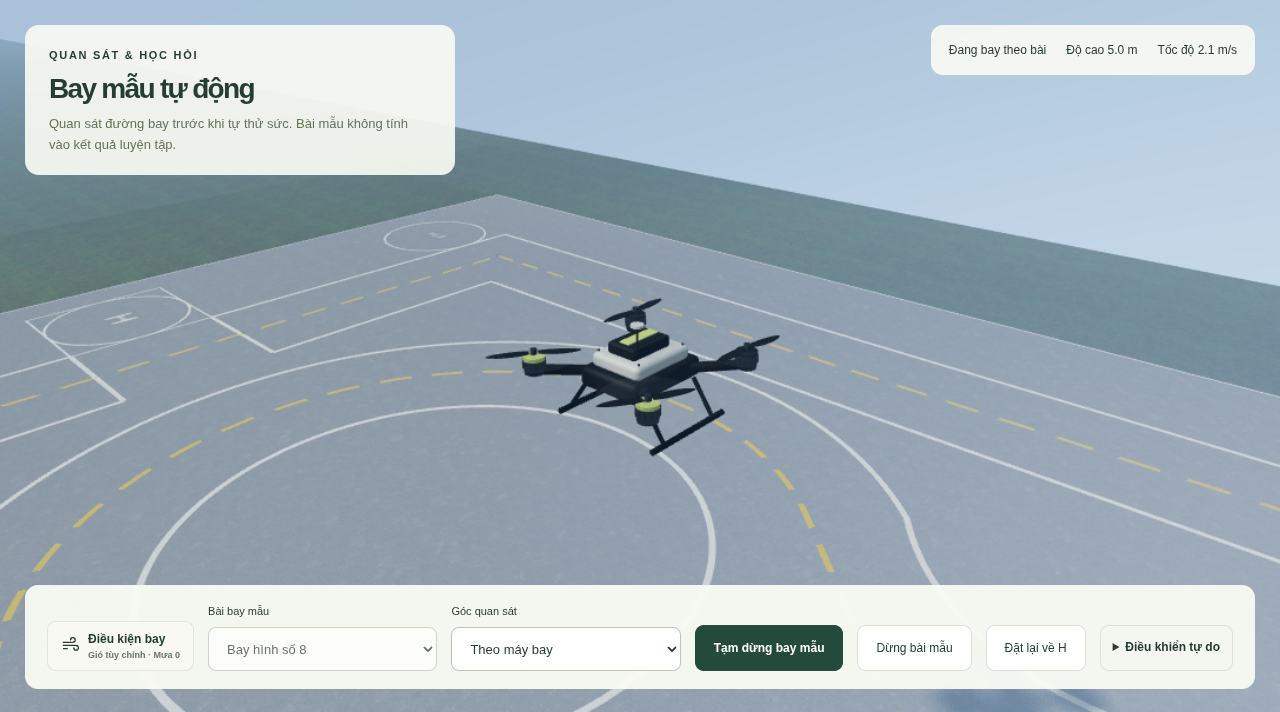 QUAN SÁT & HỌC HỎI
Bay mẫu tự động
Quan sát đường bay trước khi tự thử sức. Bài mẫu không tính
vào kết quả luyện tập.
Đang bay theo bài Độ cao 5.0 m Tốc độ 2.1 m/s
H
Điều kiện bay
Gió tùy chỉnh · Mưa 0
Bài bay mẫu
Bay hình số 8
Góc quan sát
Theo máy bay
Tạm dừng bay mẫu
Dừng bài mẫu
Đặt lại về H
Điều khiển tự do